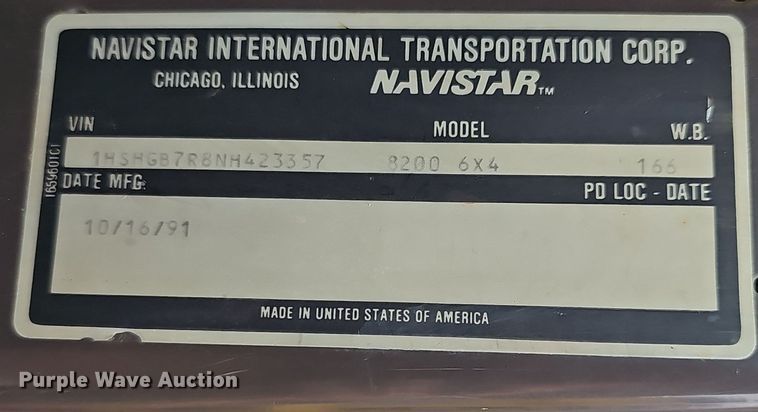 NAVISTAR INTERNATIONAL TRANSPORTATION CORP.
CHICAGO, ILLINOIS NAVISTAR™
VIN MODEL W.B.
1HSHGB7R8NH423357 8200 6X4 166
DATE MFG. PD LOC - DATE
10/16/91
MADE IN UNITED STATES OF AMERICA
1659601C1
Purple Wave Auction